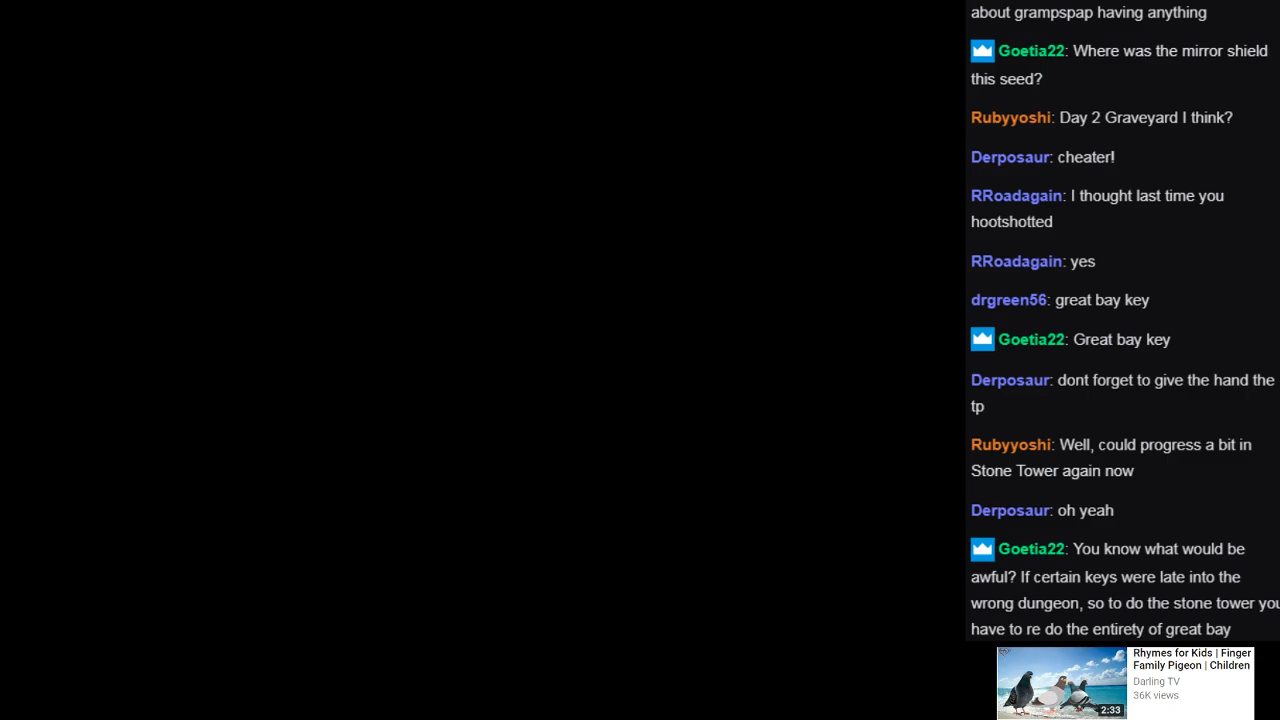 about grampspap having anything
Goetia22: Where was the mirror shield
this seed?
Rubyyoshi: Day 2 Graveyard I think?
Derposaur: cheater!
RRoadagain: I thought last time you
hootshotted
RRoadagain: yes
drgreen56: great bay key
Goetia22: Great bay key
Derposaur: dont forget to give the hand the
tp
Rubyyoshi: Well, could progress a bit in
Stone Tower again now
Derposaur: oh yeah
Goetia22: You know what would be
awful? If certain keys were late into the
wrong dungeon, so to do the stone tower you
have to re do the entirety of great bay
Rhymes for Kids | Finger
Family Pigeon | Children
Darling TV
36K views
2:33